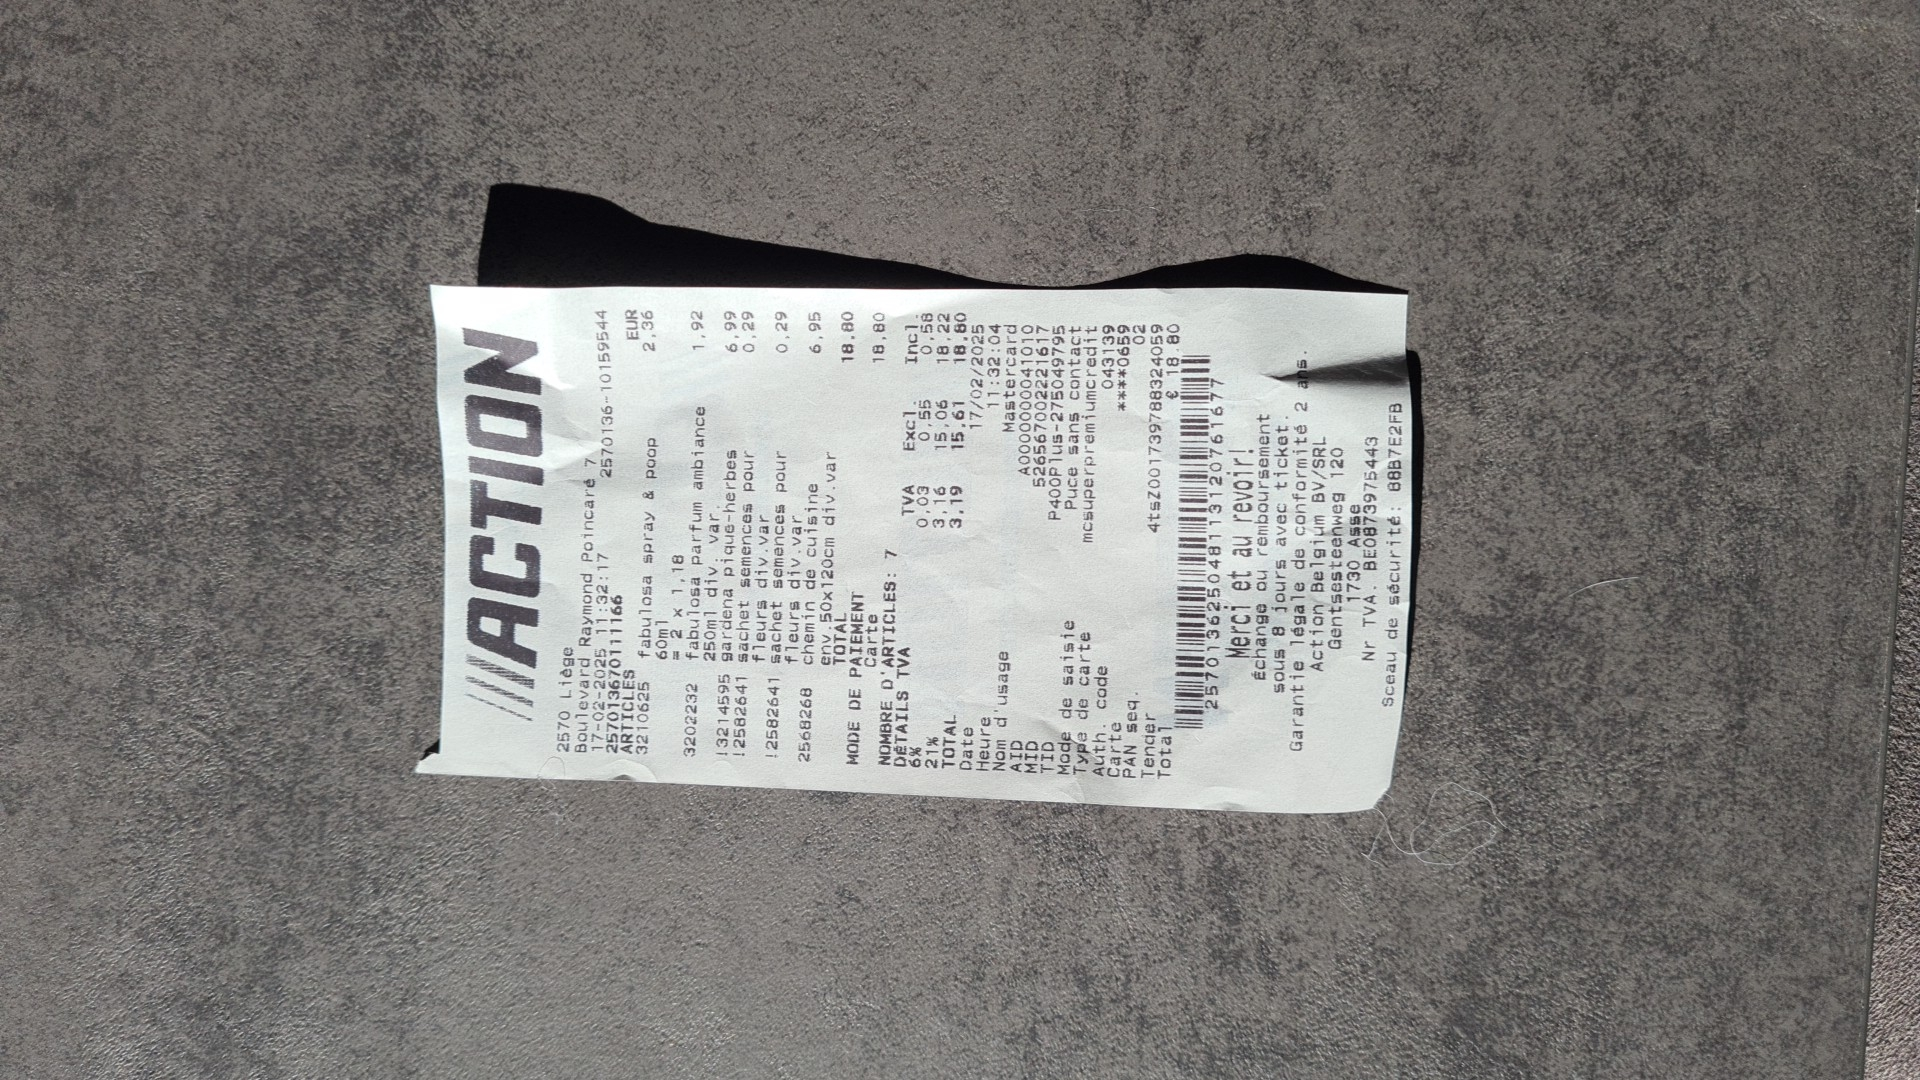 ACTION
2570 Liège
Boulevard Raymond Poincaré 7
17-02-2025 11:32:17 2570136-10159544
257013670111166
ARTICLES EUR
3210625 fabulosa spray & poop 2,36
60ml
= 2 x 1,18
3202232 fabulosa parfum ambiance 1,92
250ml div. var.
!3214595 gardena pique-herbes 6,99
!2582641 sachet semences pour 0,29
fleurs div.var
!2582641 sachet semences pour 0,29
fleurs div.var
2568268 chemin de cuisine 6,95
env.50x120cm div.var
TOTAL 18,80
MODE DE PAIEMENT
Carte 18,80
NOMBRE D'ARTICLES: 7
DÉTAILS TVA TVA Excl. Incl.
6% 0,03 0,55 0,58
21% 3,16 15,06 18,22
TOTAL 3,19 15,61 18,80
Date 17/02/2025
Heure 11:32:04
Nom d'usage Mastercard
AID A0000000041010
MID 526567002221617
TID P400Plus-275049795
Mode de saisie Puce sans contact
Type de carte mcsuperpremiumcredit
Auth. code 043139
Carte ****0659
PAN seq. 02
Tender 4tsZ001739788324059
Total € 18.80
2570136250481131207616 77
Merci et au revoir!
Échange ou remboursement
sous 8 jours avec ticket.
Garantie légale de conformité 2 ans.
Action Belgium BV/SRL
Gentsesteenweg 120
1730 Asse
Nr TVA. BE0873975443
Sceau de sécurité: 8BB7E2FB